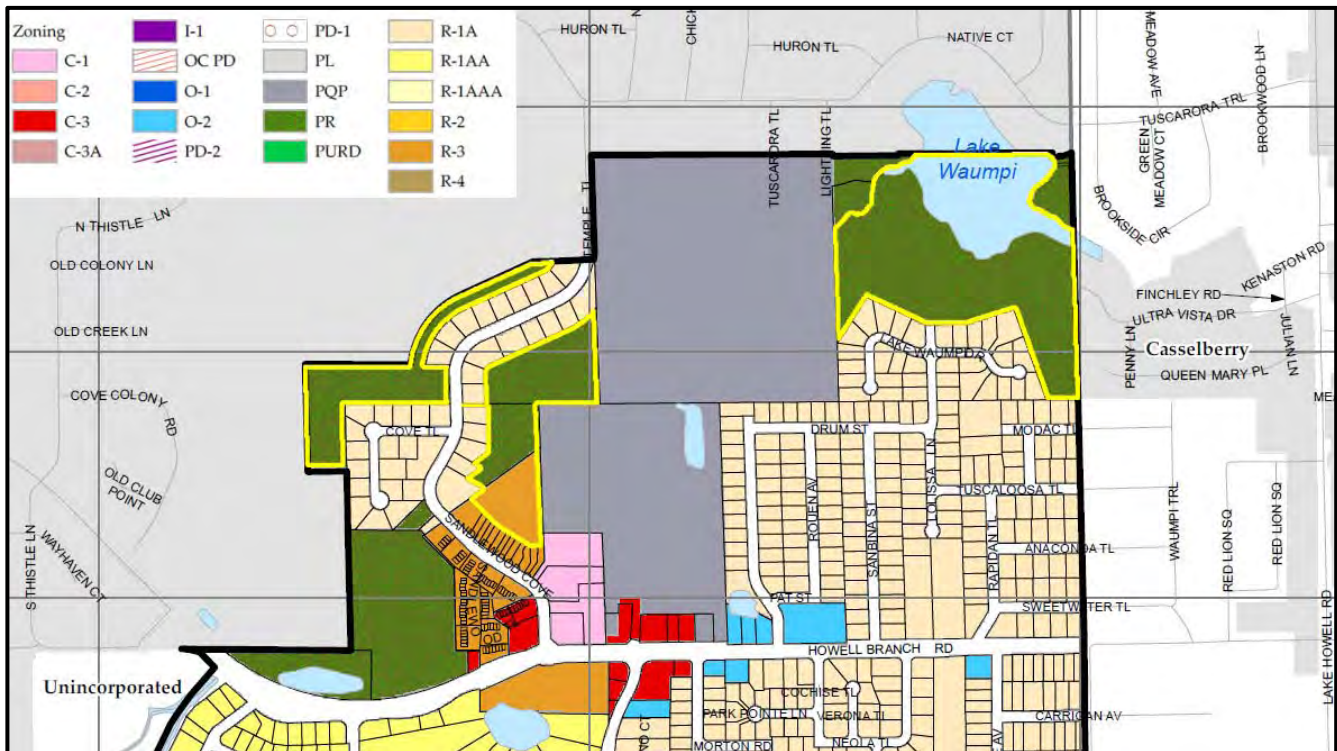 Zoning
C-1
C-2
C-3
C-3A
I-1
OC PD
O-1
O-2
PD-2
PD-1
PL
PQP
PR
PURD
R-1A
R-1AA
R-1AAA
R-2
R-3
R-4
HURON TL
HURON TL
NATIVE CT
MEADOW AVE
GREEN
MEADOW CT
TUSCARORA TRL
BROOKWOOD LN
Lake
Waumpi
TUSCARORA TL
TEMPLE TL
BROOKSIDE CIR
N THISTLE LN
OLD COLONY LN
OLD CREEK LN
KENASTON RD
FINCHLEY RD
ULTRA VISTA DR
JULIAN LN
PENNY LN
Casselberry
QUEEN MARY PL
LAKE WAUMPI
COVE COLONY RD
COVE TL
OLD CLUB
POINT
DRUM ST
MODAC TL
ROUEN AV
SANBINA ST
TUSCALOOSA TL
RAPIDAN TL
WAUMPI TRL
RED LION SQ
RED LION SQ
ANACONDA TL
S THISTLE LN
WAYHAVEN CT
SANDLEWOOD COVE
PAT ST
SWEETWATER TL
HOWELL BRANCH RD
LAKE HOWELL RD
Unincorporated
COCHISE TL
PARK POINTE LN
VERONA TL
CARRIGAN AV
MORTON RD
NEOLA TL